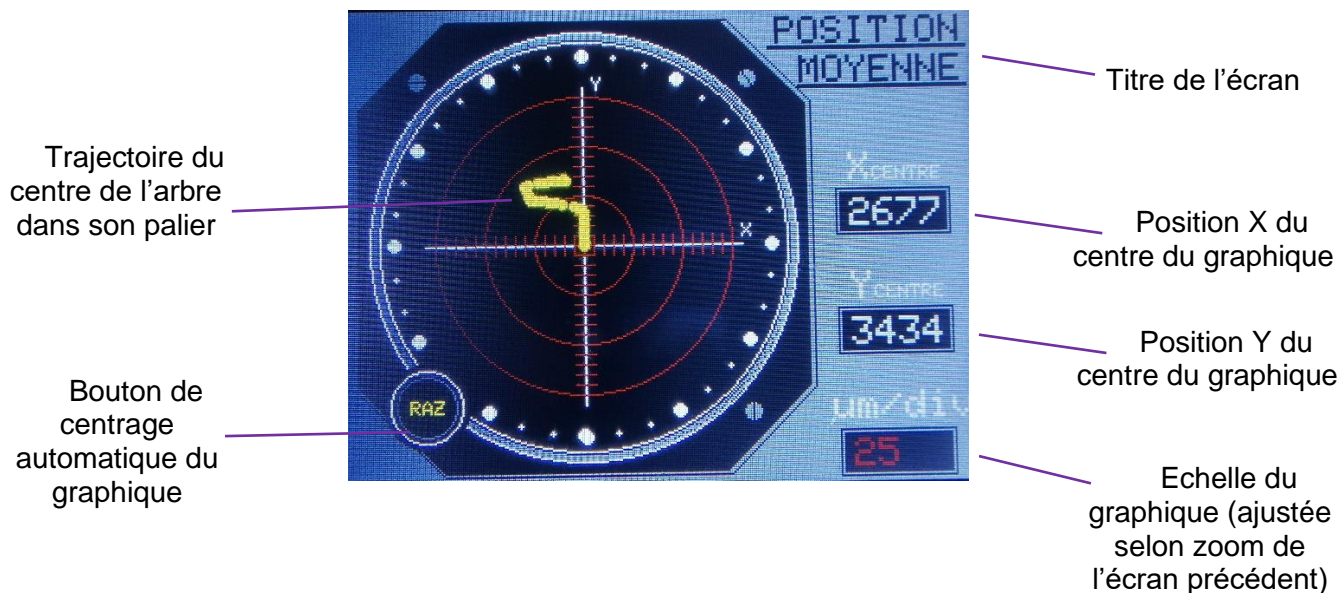 POSITION
MOYENNE
Titre de l’écran
Y
Trajectoire du
centre de l’arbre
dans son palier
XCENTRE
2677
X
Position X du
centre du graphique
YCENTRE
3434
Position Y du
centre du graphique
Bouton de
centrage
automatique du
graphique
RAZ
µm/div
25
Echelle du
graphique (ajustée
selon zoom de
l’écran précédent)